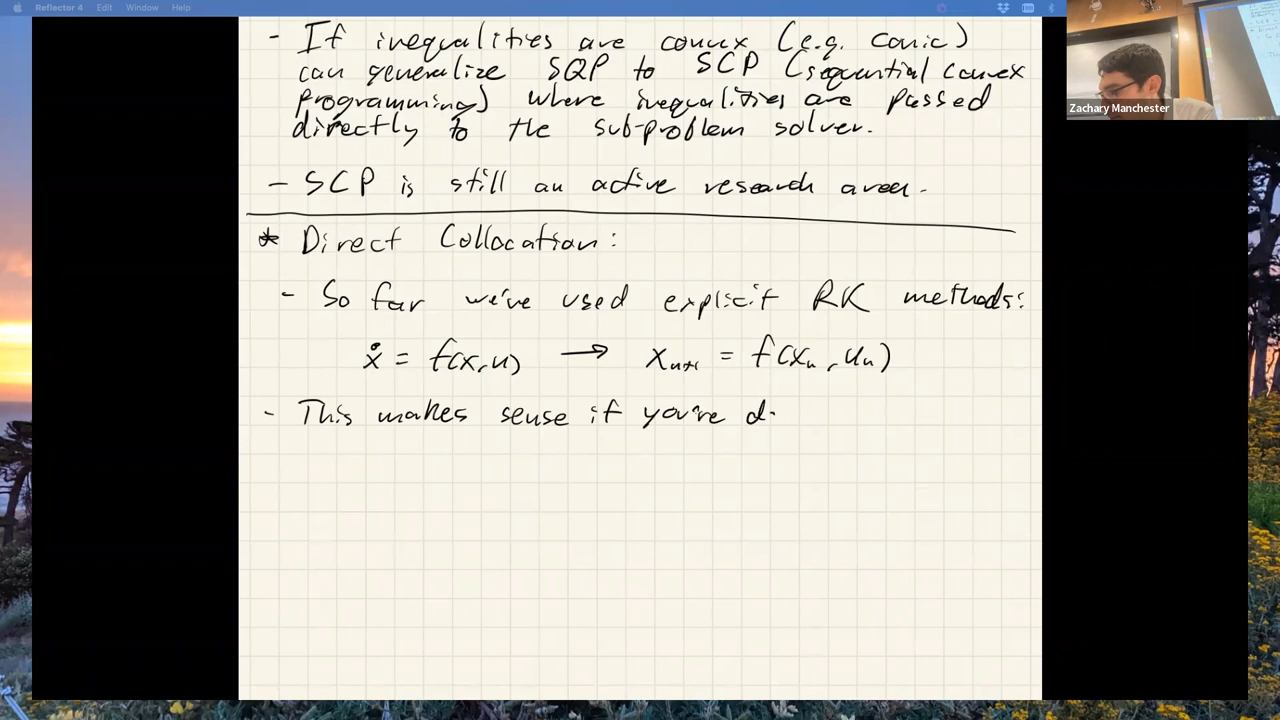 Reflector 4 Edit Window Help
- If inequalities are convex (e.g. conic)
can generalize SQP to SCP (sequential convex
programming) where inequalities are passed
directly to the sub-problem solver.
- SCP is still an active research area.
* Direct Collocation:
- So far we've used explicit RK methods:
ẋ = f(x,u) → xₙ₊₁ = f(xₙ, uₙ)
- This makes sense if you're d
Zachary Manchester